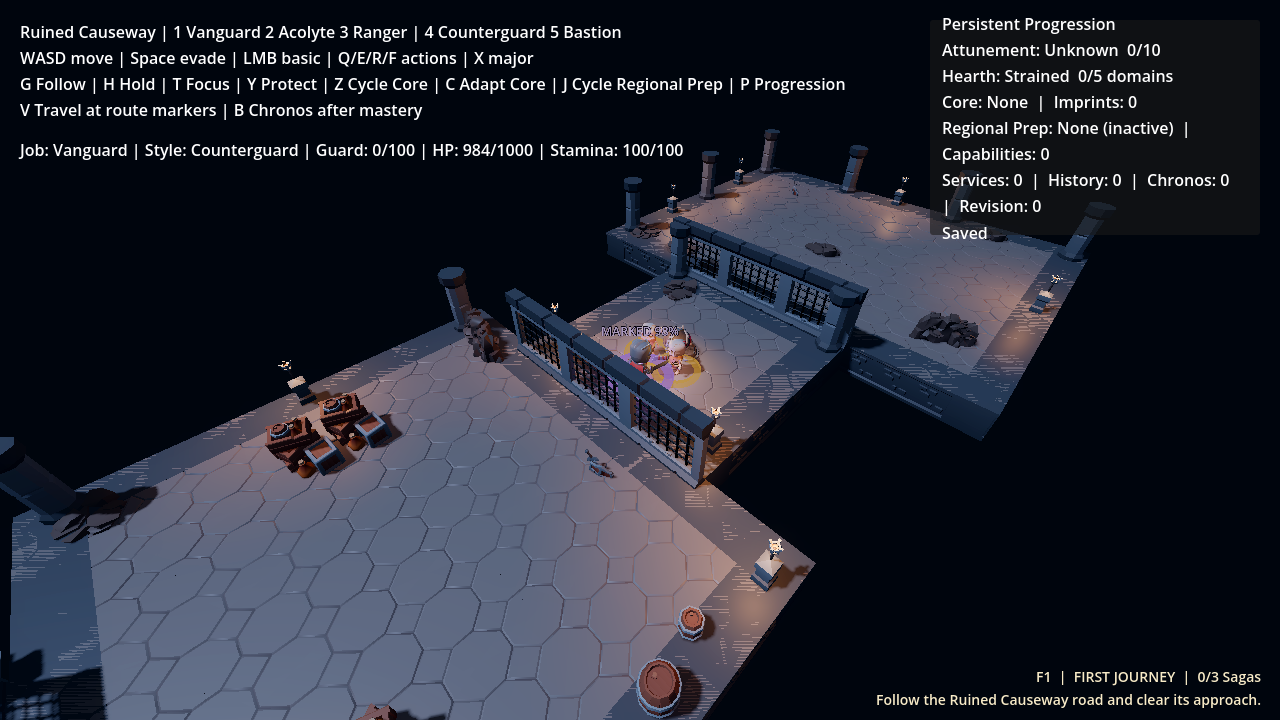 Ruined Causeway | 1 Vanguard 2 Acolyte 3 Ranger | 4 Counterguard 5 Bastion
WASD move | Space evade | LMB basic | Q/E/R/F actions | X major
G Follow | H Hold | T Focus | Y Protect | Z Cycle Core | C Adapt Core | J Cycle Regional Prep | P Progression
V Travel at route markers | B Chronos after mastery
Job: Vanguard | Style: Counterguard | Guard: 0/100 | HP: 984/1000 | Stamina: 100/100
Persistent Progression
Attunement: Unknown 0/10
Hearth: Strained 0/5 domains
Core: None | Imprints: 0
Regional Prep: None (inactive) |
Capabilities: 0
Services: 0 | History: 0 | Chronos: 0
| Revision: 0
Saved
MARKED
F1 | FIRST JOURNEY | 0/3 Sagas
Follow the Ruined Causeway road and clear its approach.